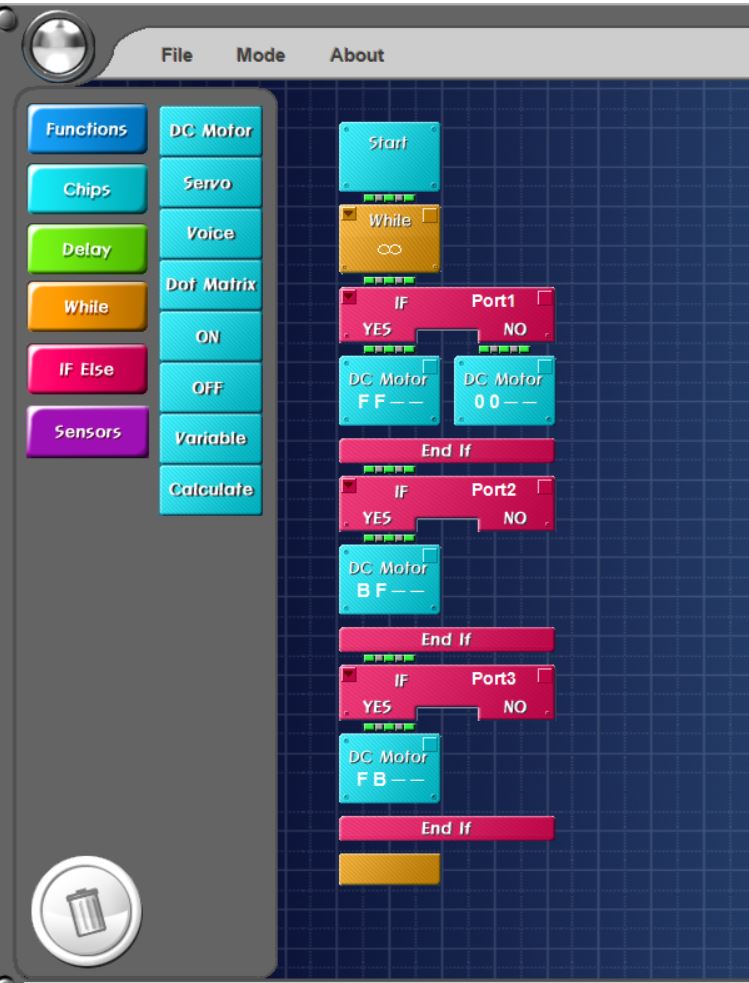 File Mode About
Functions
Chips
Delay
While
IF Else
Sensors
DC Motor
Servo
Voice
Dot Matrix
ON
OFF
Variable
Calculate
Start
While
∞
IF Port1
YES NO
DC Motor DC Motor
F F – – 0 0 – –
End If
IF Port2
YES NO
DC Motor
B F – –
End If
IF Port3
YES NO
DC Motor
F B – –
End If